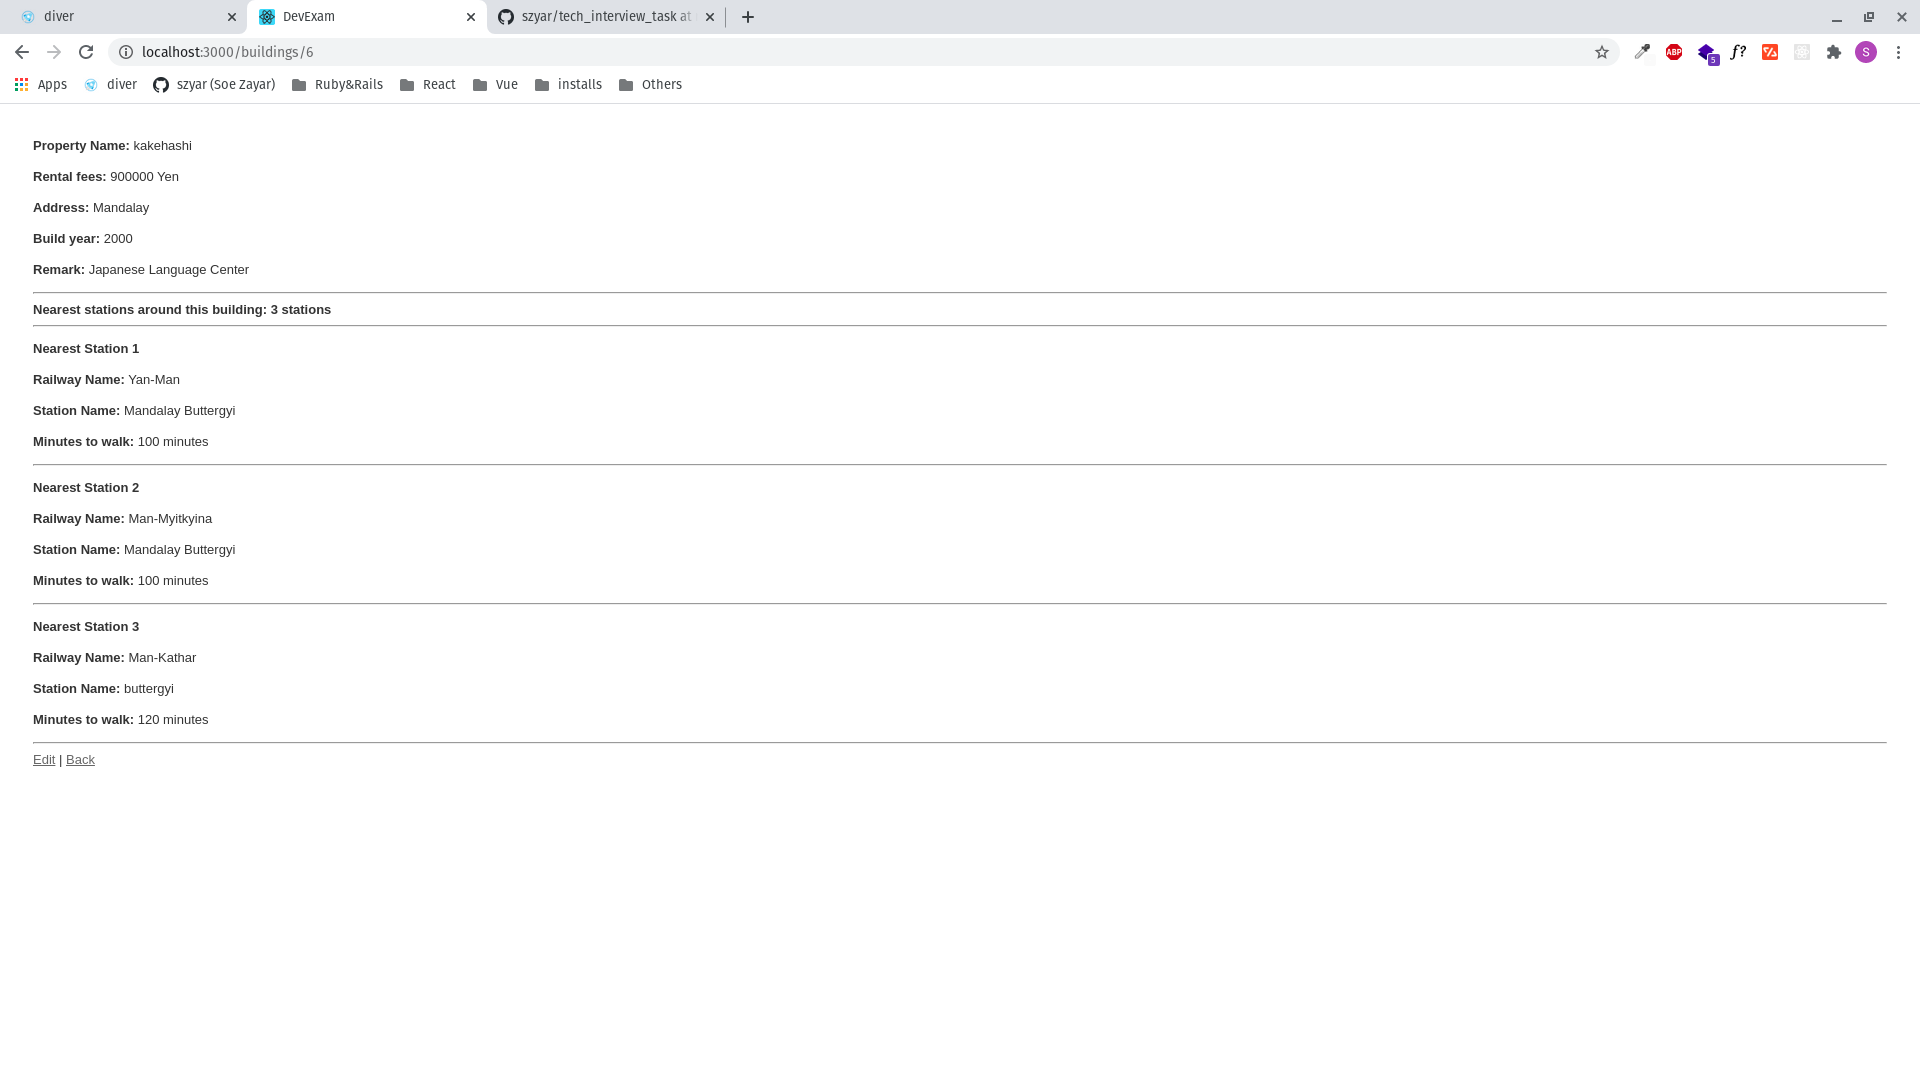 diver
DevExam
szyar/tech_interview_task at
localhost:3000/buildings/6
ABP
5
f?
S
Apps
diver
szyar (Soe Zayar)
Ruby&Rails
React
Vue
installs
Others
Property Name: kakehashi
Rental fees: 900000 Yen
Address: Mandalay
Build year: 2000
Remark: Japanese Language Center
Nearest stations around this building: 3 stations
Nearest Station 1
Railway Name: Yan-Man
Station Name: Mandalay Buttergyi
Minutes to walk: 100 minutes
Nearest Station 2
Railway Name: Man-Myitkyina
Station Name: Mandalay Buttergyi
Minutes to walk: 100 minutes
Nearest Station 3
Railway Name: Man-Kathar
Station Name: buttergyi
Minutes to walk: 120 minutes
Edit | Back